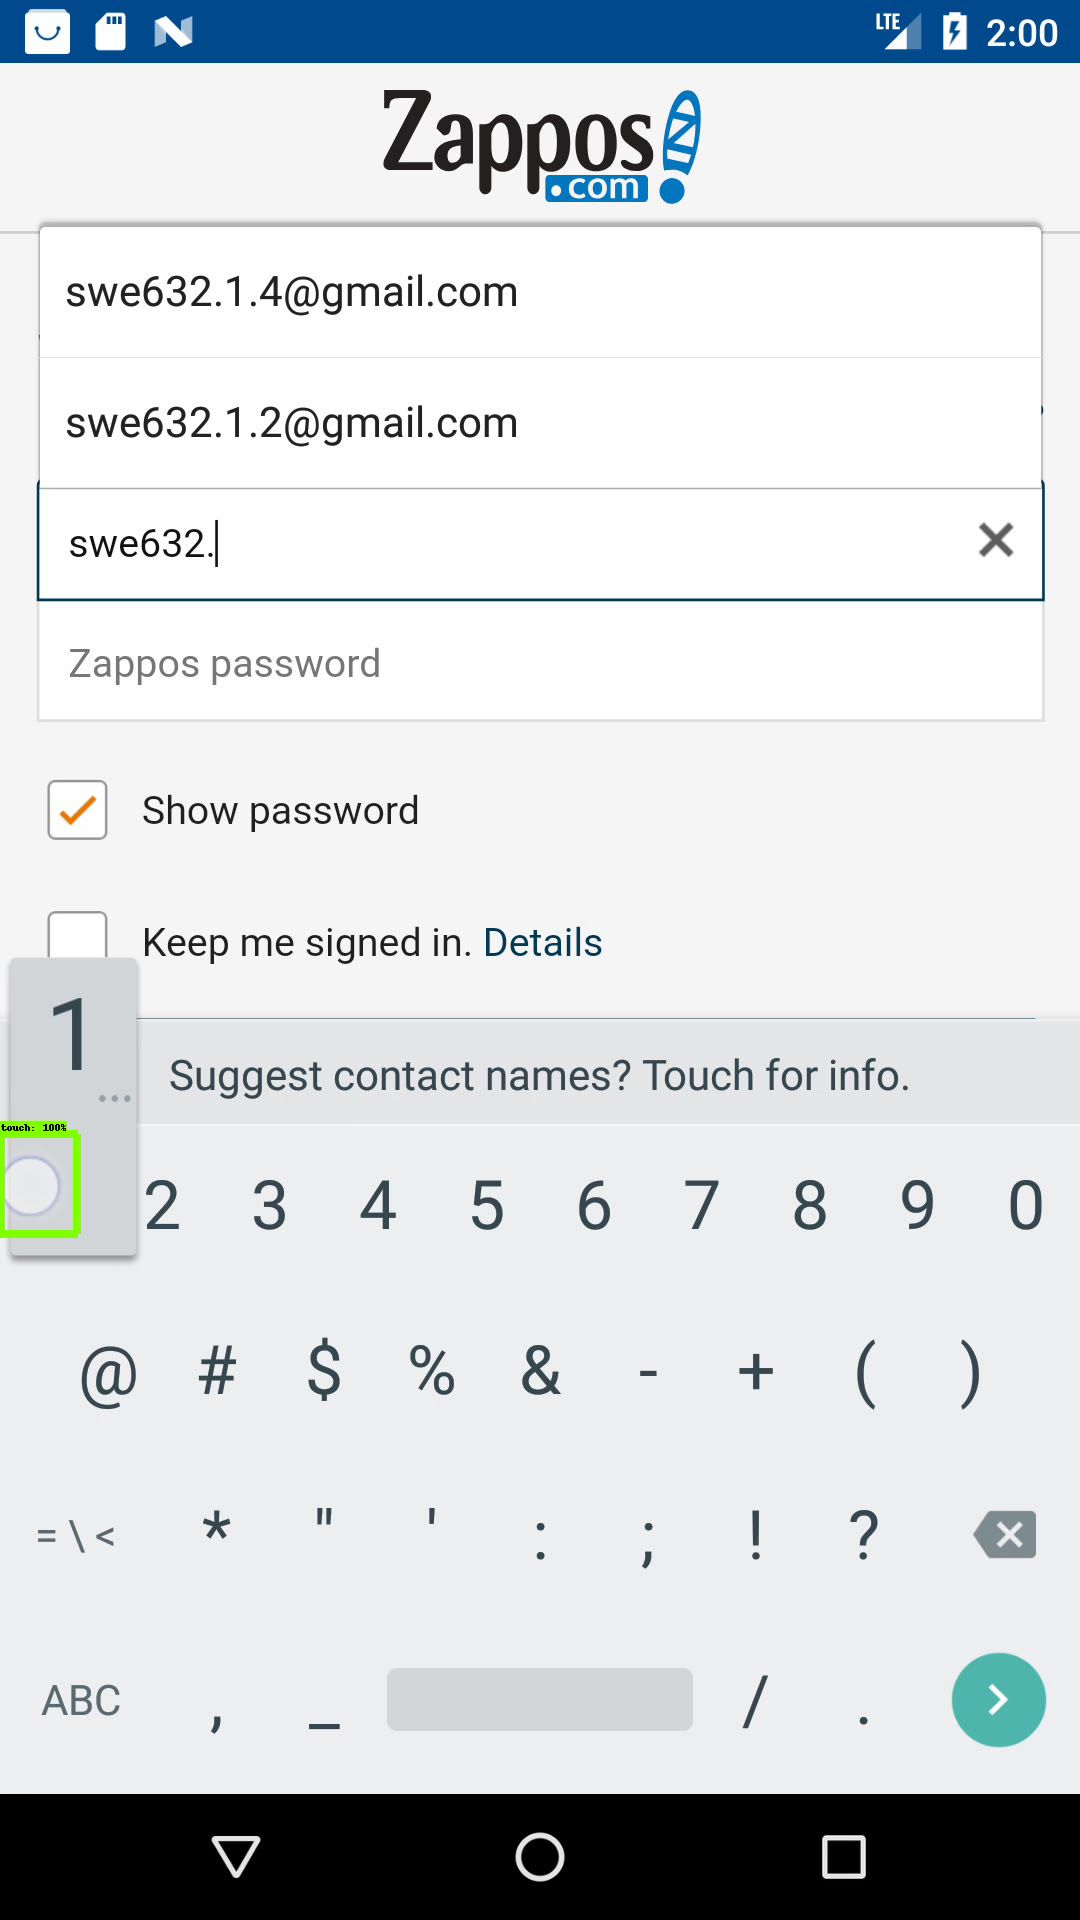 LTE 2:00
Zappos
.com
swe632.1.4@gmail.com
swe632.1.2@gmail.com
swe632.
Zappos password
Show password
Keep me signed in. Details
1
...
Suggest contact names? Touch for info.
touch: 100%
2 3 4 5 6 7 8 9 0
@ # $ % & - + ( )
= \ < * " ' : ; ! ?
ABC , _ / .